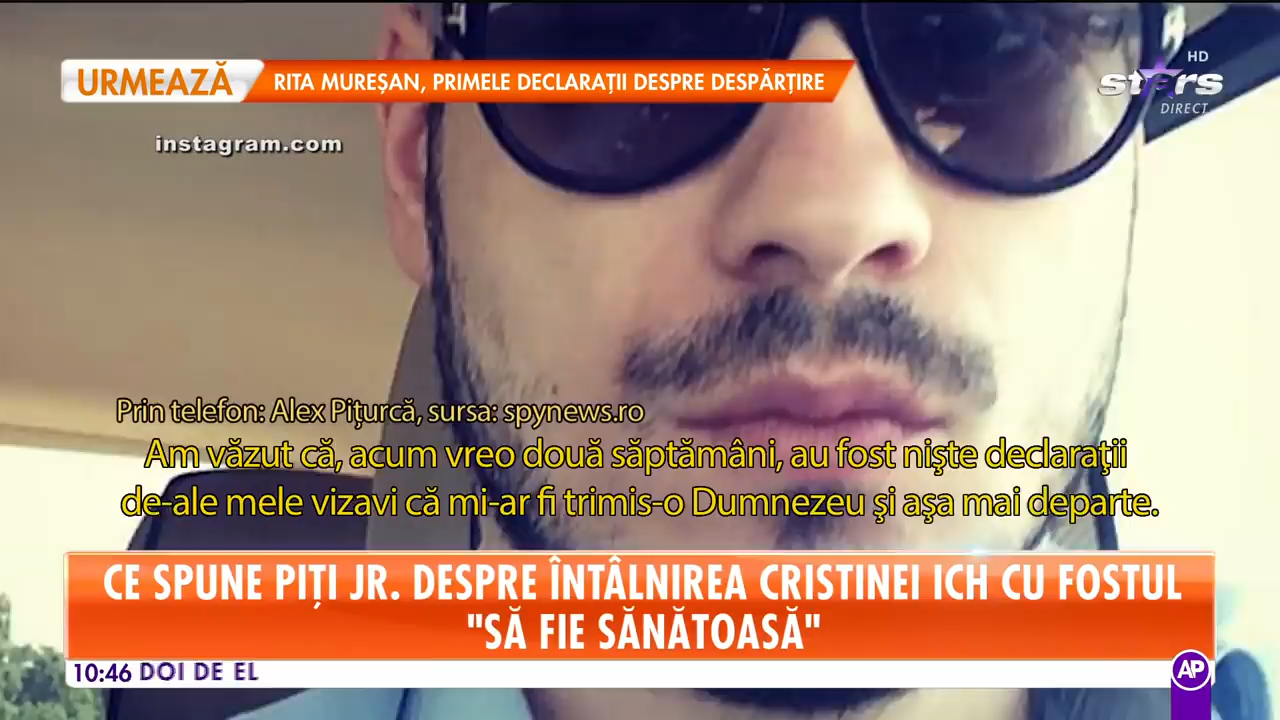 HD
URMEAZĂ
RITA MUREȘAN, PRIMELE DECLARAȚII DESPRE DESPĂRȚIRE
stars
DIRECT
instagram.com
Prin telefon: Alex Pițurcă, sursa: spynews.ro
Am văzut că, acum vreo două săptămâni, au fost nişte declaraţii
de-ale mele vizavi că mi-ar fi trimis-o Dumnezeu şi aşa mai departe.
CE SPUNE PIȚI JR. DESPRE ÎNTÂLNIREA CRISTINEI ICH CU FOSTUL
"SĂ FIE SĂNĂTOASĂ"
10:46 DOI DE EL
AP